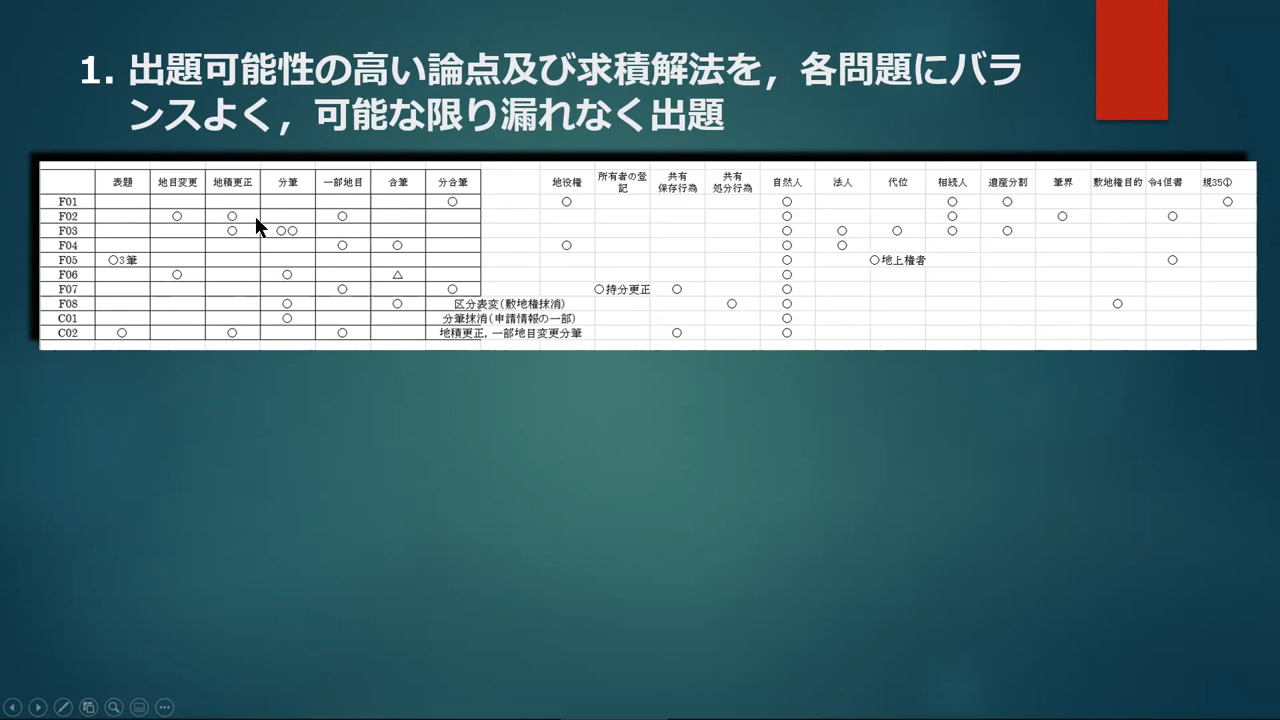 1. 出題可能性の高い論点及び求積解法を，各問題にバラ
ンスよく，可能な限り漏れなく出題
表題 地目変更 地積更正 分筆 一部地目 合筆 分合筆 地役権 所有者の登記 共有保存行為 共有処分行為 自然人 法人 代位 相続人 遺産分割 筆界 敷地権目的 令4但書 規35①
F01 ○ ○ ○ ○ ○ ○
F02 ○ ○ ○ ○ ○ ○ ○
F03 ○ ○○ ○ ○ ○ ○ ○
F04 ○ ○ ○ ○ ○
F05 ○3筆 ○ ○地上権者 ○
F06 ○ ○ △ ○
F07 ○ ○ ○持分更正 ○ ○
F08 ○ ○ 区分表変（敷地権抹消） ○ ○ ○
C01 ○ 分筆抹消（申請情報の一部） ○
C02 ○ ○ ○ 地積更正，一部地目変更分筆 ○ ○